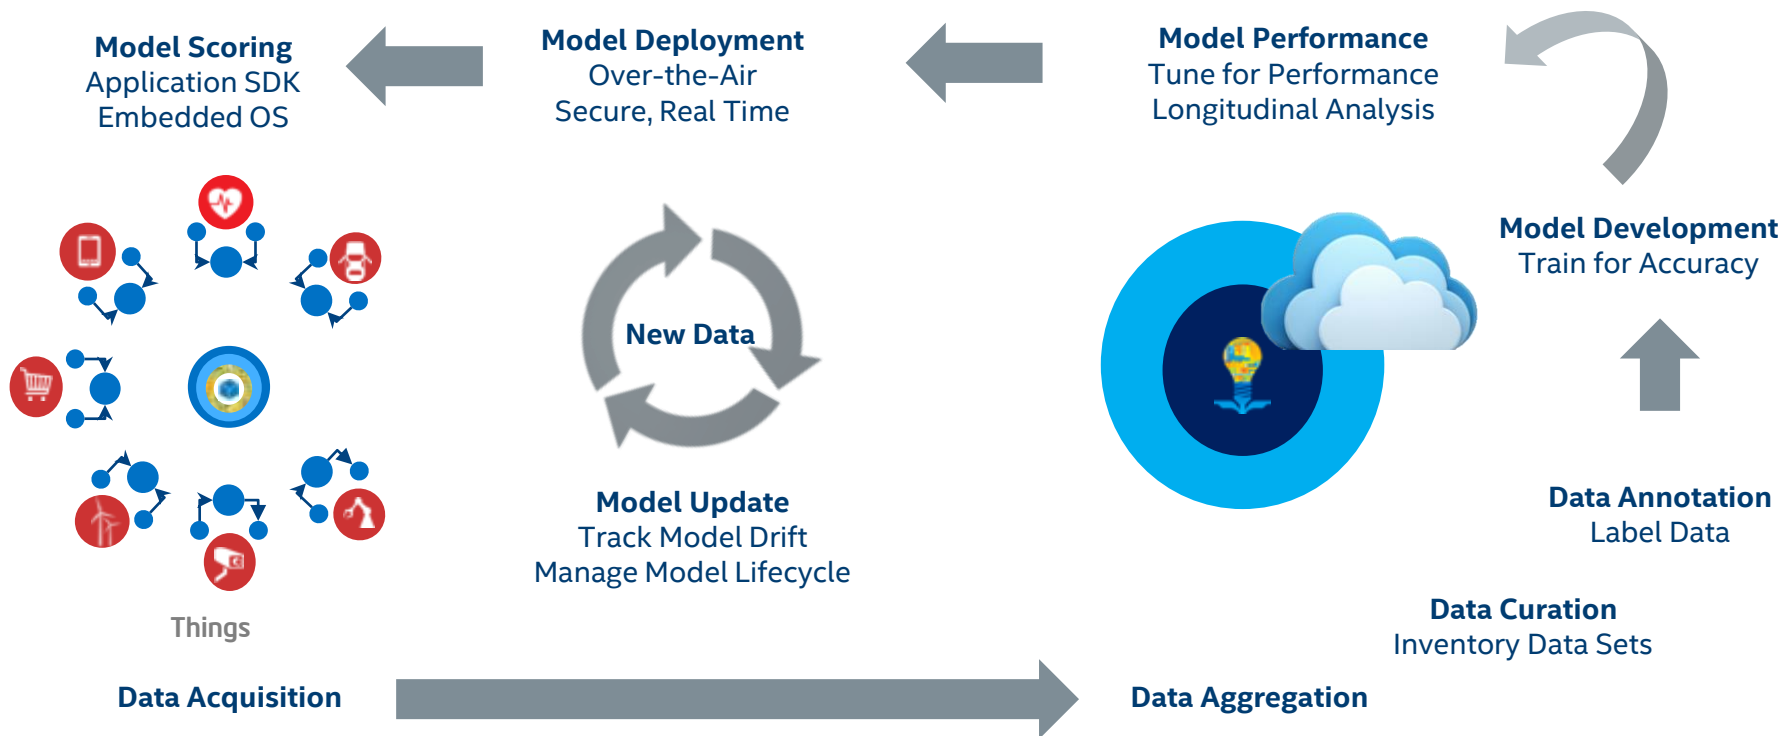 Model Scoring
Application SDK
Embedded OS
Model Deployment
Over-the-Air
Secure, Real Time
Model Performance
Tune for Performance
Longitudinal Analysis
Model Development
Train for Accuracy
New Data
Model Update
Track Model Drift
Manage Model Lifecycle
Data Annotation
Label Data
Data Curation
Inventory Data Sets
Things
Data Acquisition
Data Aggregation